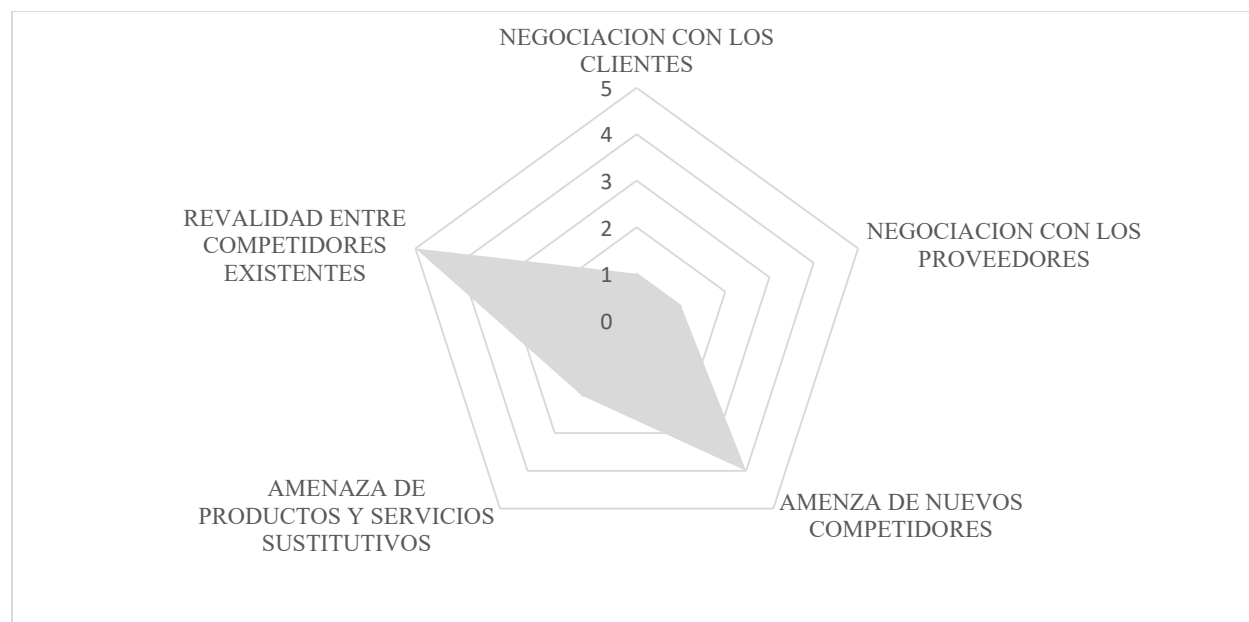 NEGOCIACION CON LOS
CLIENTES
5
4
3
2
1
0
NEGOCIACION CON LOS
PROVEEDORES
AMENZA DE NUEVOS
COMPETIDORES
AMENAZA DE
PRODUCTOS Y SERVICIOS
SUSTITUTIVOS
REVALIDAD ENTRE
COMPETIDORES
EXISTENTES